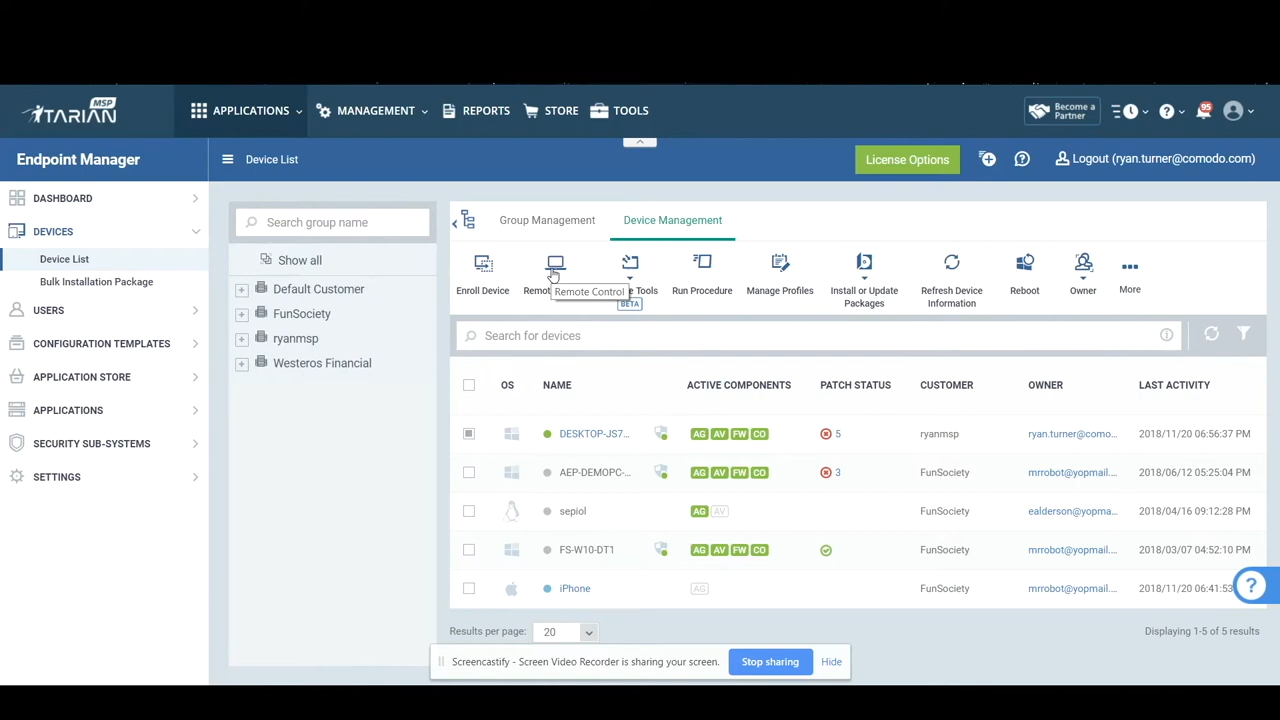 iTARIAN MSP
APPLICATIONS
MANAGEMENT
REPORTS
STORE
TOOLS
Become a
Partner
?
95
Endpoint Manager
Device List
License Options
Logout (ryan.turner@comodo.com)
DASHBOARD
DEVICES
Device List
Bulk Installation Package
USERS
CONFIGURATION TEMPLATES
APPLICATION STORE
APPLICATIONS
SECURITY SUB-SYSTEMS
SETTINGS
Search group name
Show all
Default Customer
FunSociety
ryanmsp
Westeros Financial
Group Management
Device Management
Enroll Device
Remote Control
Tools
BETA
Run Procedure
Manage Profiles
Install or Update
Packages
Refresh Device
Information
Reboot
Owner
More
Search for devices
OS NAME ACTIVE COMPONENTS PATCH STATUS CUSTOMER OWNER LAST ACTIVITY
DESKTOP-JS7... AG AV FW CO 5 ryanmsp ryan.turner@como... 2018/11/20 06:56:37 PM
AEP-DEMOPC-... AG AV FW CO 3 FunSociety mrrobot@yopmail.... 2018/06/12 05:25:04 PM
sepiol AG AV FunSociety ealderson@yopma... 2018/04/16 09:12:28 PM
FS-W10-DT1 AG AV FW CO FunSociety mrrobot@yopmail.... 2018/03/07 04:52:10 PM
iPhone AG FunSociety mrrobot@yopmail.... 2018/11/20 06:41:53
?
Results per page: 20
Displaying 1-5 of 5 results
Screencastify - Screen Video Recorder is sharing your screen.
Stop sharing
Hide